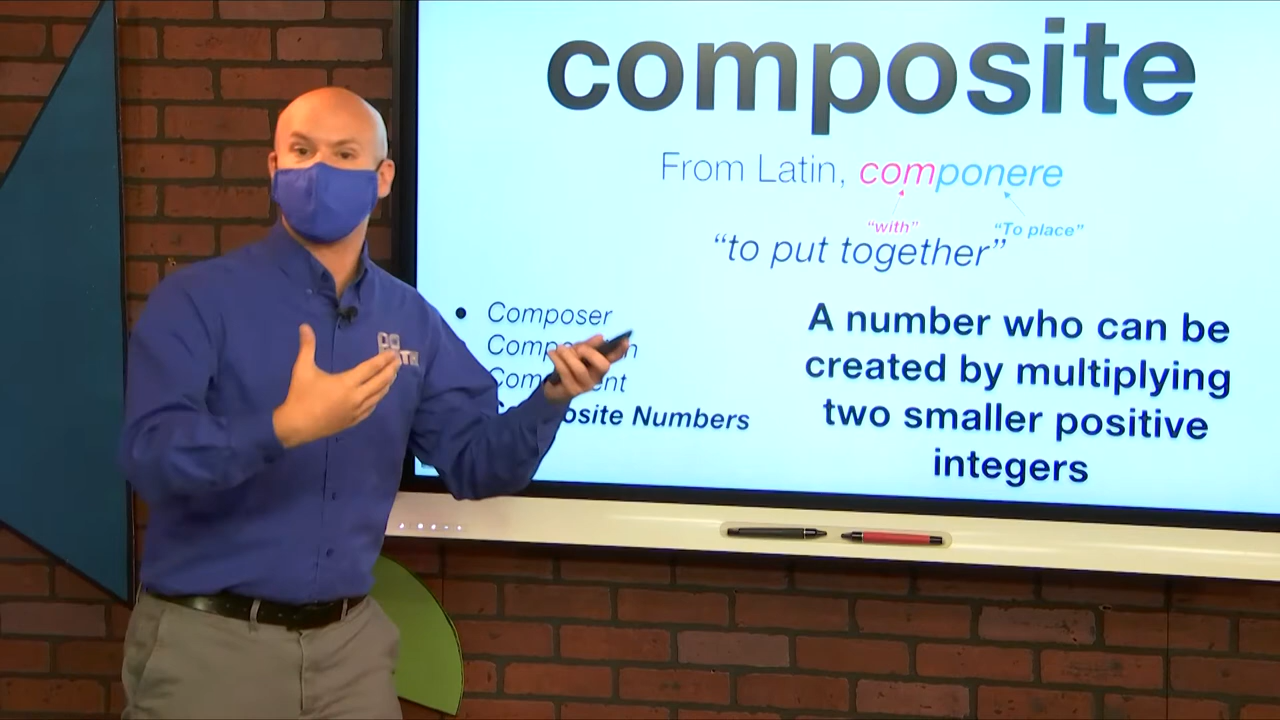 composite
From Latin, componere
“with” “To place”
“to put together”
• Composer
A number who can be
created by multiplying
two smaller positive
integers
Numbers